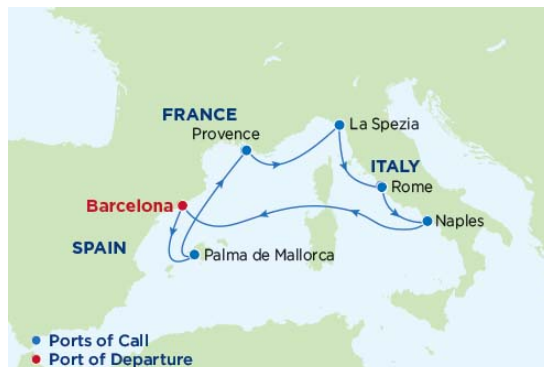 FRANCE
Provence
La Spezia
ITALY
Rome
Barcelona
Naples
SPAIN
Palma de Mallorca
Ports of Call
Port of Departure